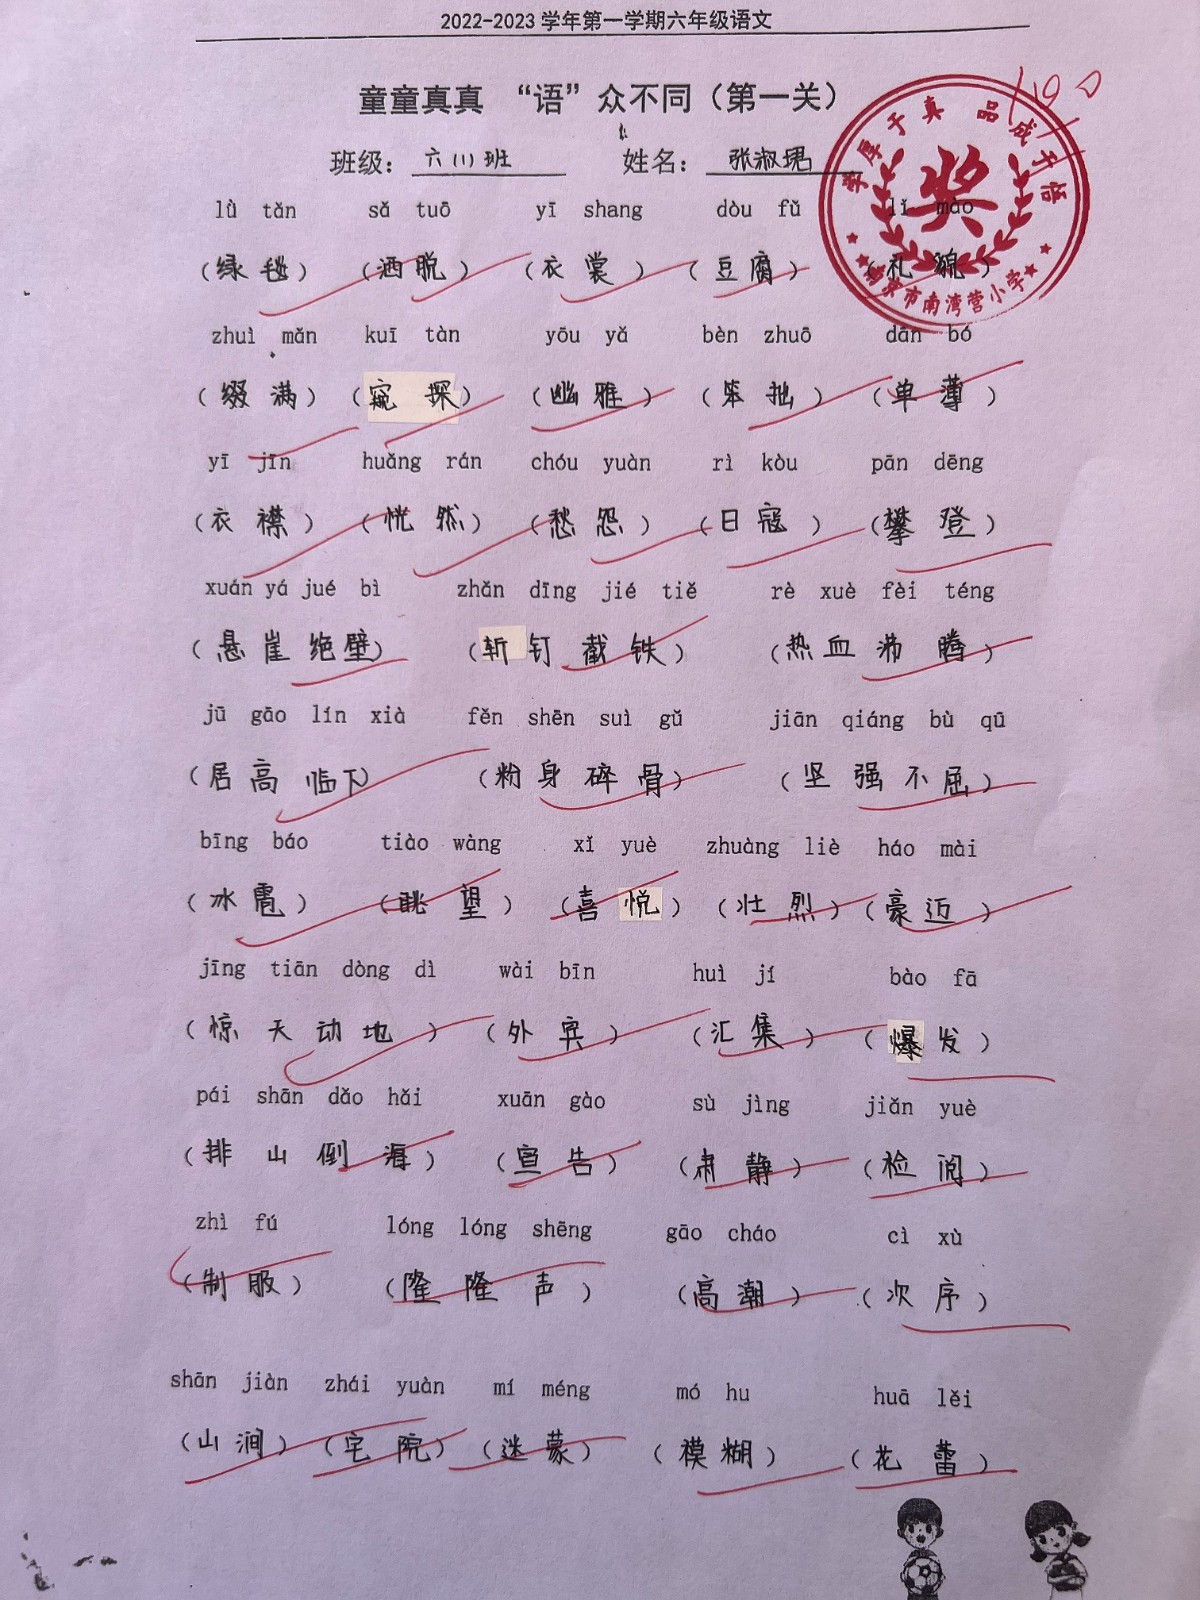 2022-2023 学年第一学期六年级语文
童童真真 “语”众不同（第一关）
班级：六(1)班 姓名：张淑珺
lǜ tǎn sǎ tuō yī shang dòu fǔ lǐ mào
（绿毯）（洒脱）（衣裳）（豆腐）（礼貌）
zhuì mǎn kuī tàn yōu yǎ bèn zhuō dān bó
（缀满）（窥探）（幽雅）（笨拙）（单薄）
yī jīn huǎng rán chóu yuàn rì kòu pān dēng
（衣襟）（恍然）（愁怨）（日寇）（攀登）
xuán yá jué bì zhǎn dīng jié tiě rè xuè fèi téng
（悬崖绝壁）（斩钉截铁）（热血沸腾）
jū gāo lín xià fěn shēn suì gǔ jiān qiáng bù qū
（居高临下）（粉身碎骨）（坚强不屈）
bīng báo tiào wàng xǐ yuè zhuàng liè háo mài
（冰雹）（眺望）（喜悦）（壮烈）（豪迈）
jīng tiān dòng dì wài bīn huì jí bào fā
（惊天动地）（外宾）（汇集）（爆发）
pái shān dǎo hǎi xuān gào sù jìng jiǎn yuè
（排山倒海）（宣告）（肃静）（检阅）
zhì fú lóng lóng shēng gāo cháo cì xù
（制服）（隆隆声）（高潮）（次序）
shān jiàn zhái yuàn mí méng mó hu huā lěi
（山涧）（宅院）（迷蒙）（模糊）（花蕾）
奖
市南湾营小学